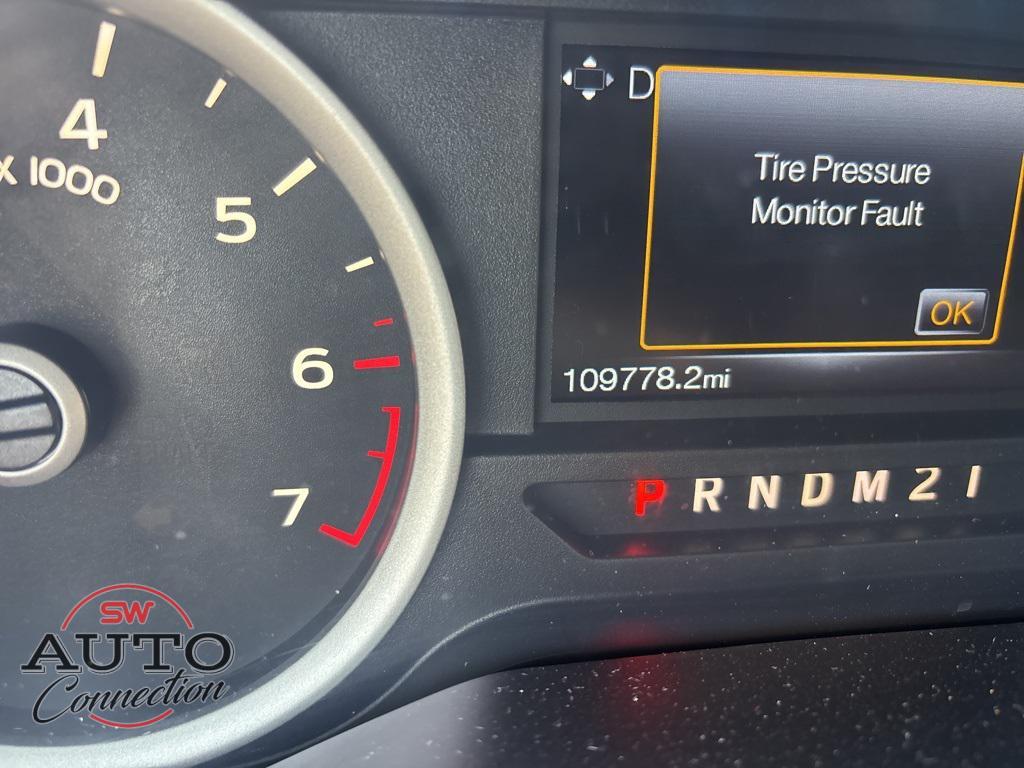 4
X 1000
5
6
7
D
Tire Pressure
Monitor Fault
OK
109778.2mi
P R N D M 2 1
SW
AUTO
Connection